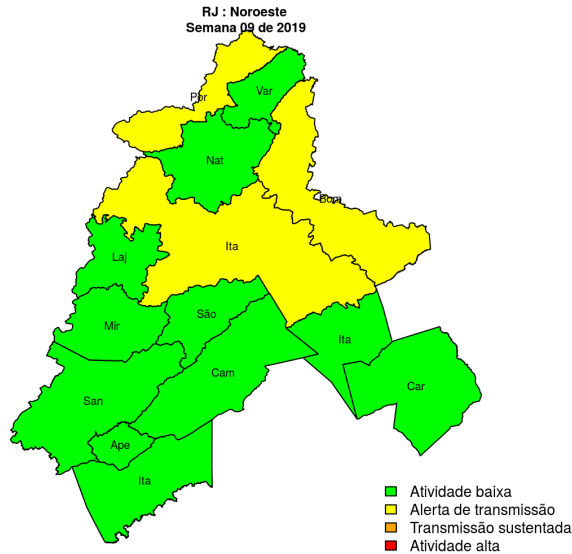 RJ : Noroeste
Semana 09 de 2019
Por
Var
Nat
Bom
Ita
Laj
São
Mir
Ita
Cam
Car
San
Ape
Ita
Atividade baixa
Alerta de transmissão
Transmissão sustentada
Atividade alta